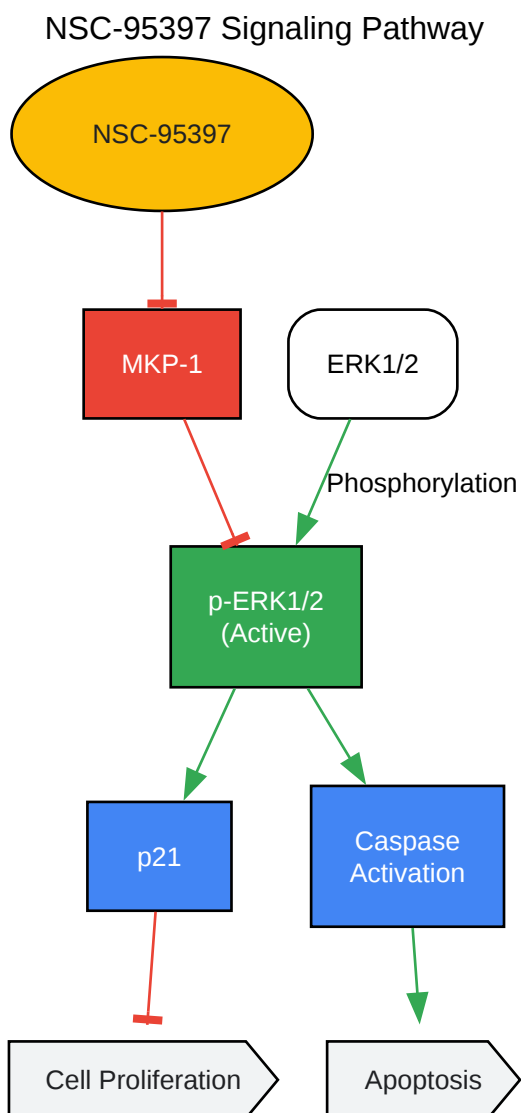 NSC-95397 Signaling Pathway
NSC-95397
MKP-1
ERK1/2
Phosphorylation
p-ERK1/2
(Active)
p21
Caspase
Activation
Cell Proliferation
Apoptosis